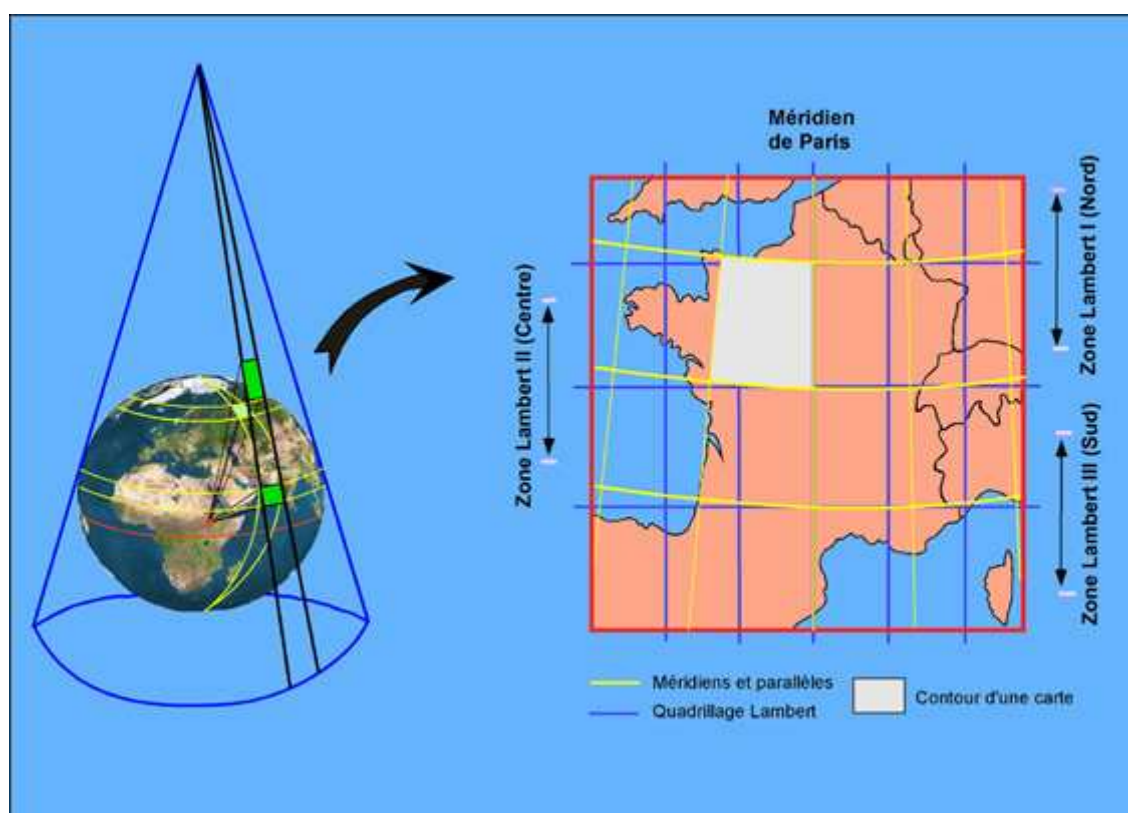 Méridien
de Paris
Zone Lambert II (Centre)
Zone Lambert I (Nord)
Zone Lambert III (Sud)
Méridiens et parallèles
Quadrillage Lambert
Contour d'une carte